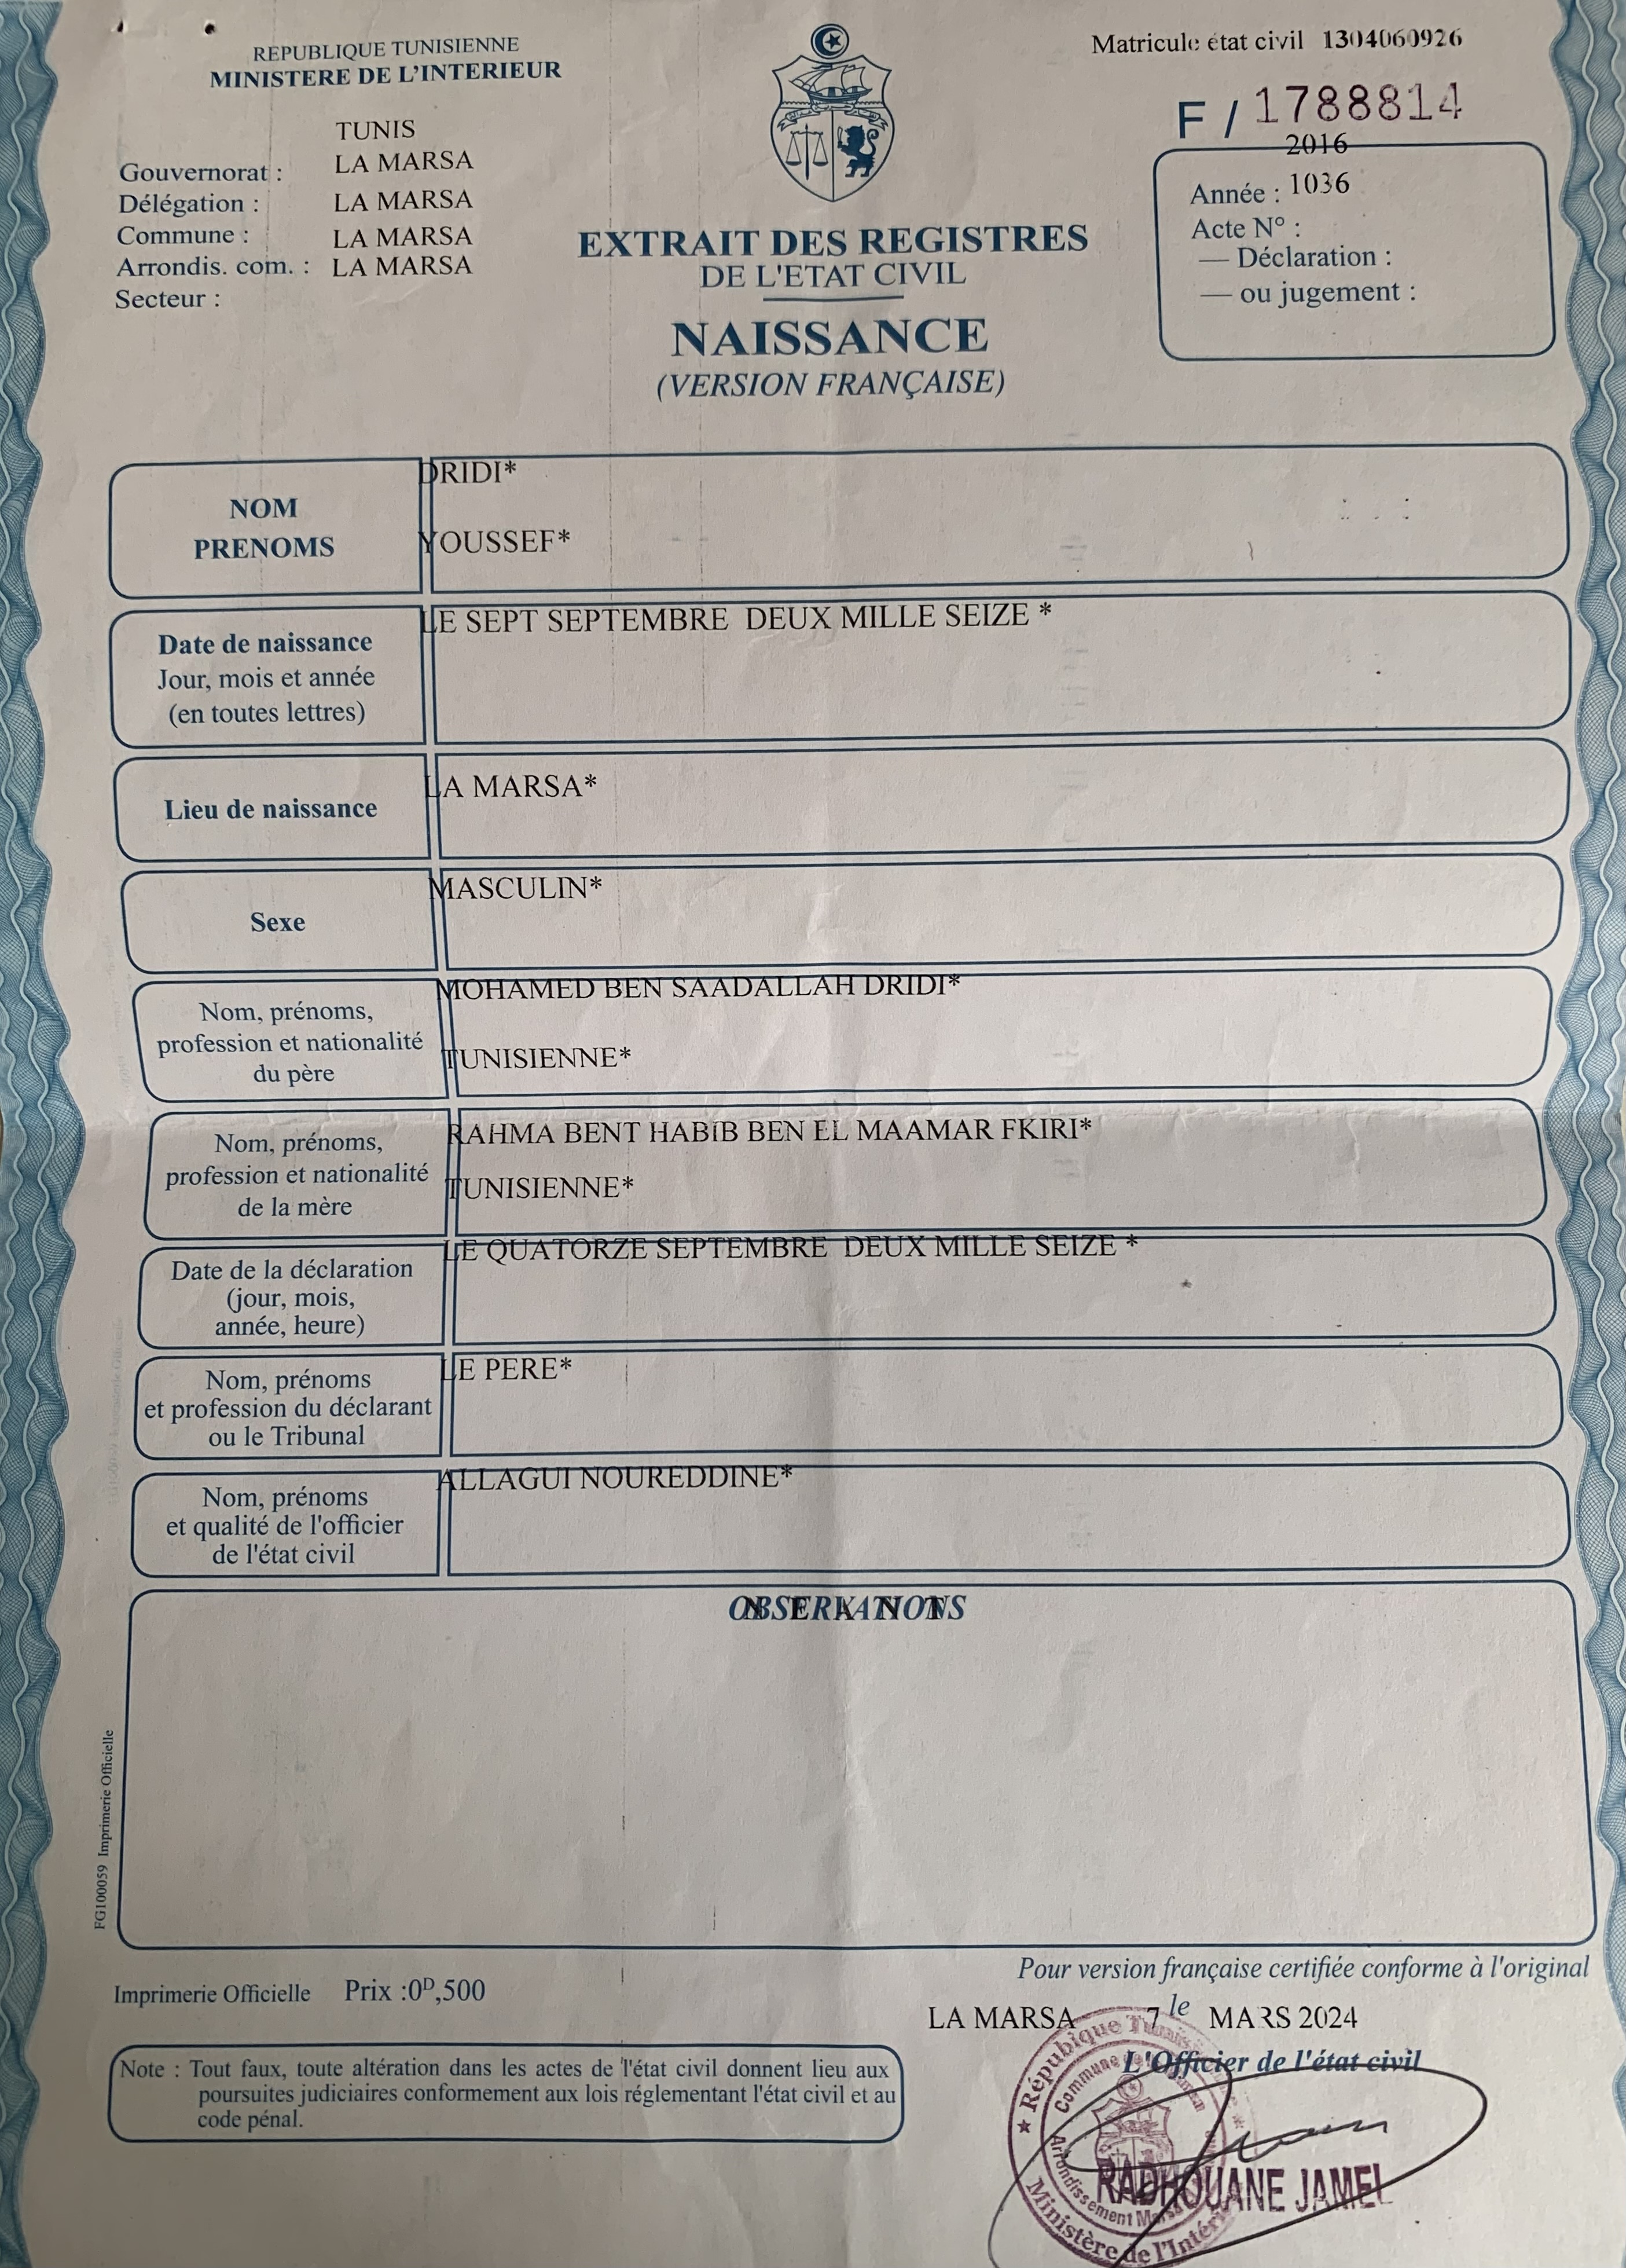 REPUBLIQUE TUNISIENNE
MINISTERE DE L'INTERIEUR
Matricule état civil 1304060926
F / 1788814
TUNIS
Gouvernorat : LA MARSA
Délégation : LA MARSA
Commune : LA MARSA
Arrondis. com. : LA MARSA
Secteur :
2016
Année : 1036
Acte N° :
— Déclaration :
— ou jugement :
EXTRAIT DES REGISTRES
DE L'ETAT CIVIL
NAISSANCE
(VERSION FRANÇAISE)
NOM
PRENOMS
DRIDI*
YOUSSEF*
Date de naissance
Jour, mois et année
(en toutes lettres)
LE SEPT SEPTEMBRE DEUX MILLE SEIZE *
Lieu de naissance
LA MARSA*
Sexe
MASCULIN*
Nom, prénoms,
profession et nationalité
du père
MOHAMED BEN SAADALLAH DRIDI*
TUNISIENNE*
Nom, prénoms,
profession et nationalité
de la mère
RAHMA BENT HABIB BEN EL MAAMAR FKIRI*
TUNISIENNE*
Date de la déclaration
(jour, mois,
année, heure)
LE QUATORZE SEPTEMBRE DEUX MILLE SEIZE *
Nom, prénoms
et profession du déclarant
ou le Tribunal
LE PERE*
Nom, prénoms
et qualité de l'officier
de l'état civil
ALLAGUI NOUREDDINE*
OBSERVATIONS
FG100059 Imprimerie Officielle
Pour version française certifiée conforme à l'original
Imprimerie Officielle Prix :0D,500
LA MARSA 7 le MARS 2024
L'Officier de l'état civil
Note : Tout faux, toute altération dans les actes de l'état civil donnent lieu aux
poursuites judiciaires conformement aux lois réglementant l'état civil et au
code pénal.
République
Commune
Arrondissement
Ministère de l'Intérieur
RADHOUANE JAMEL